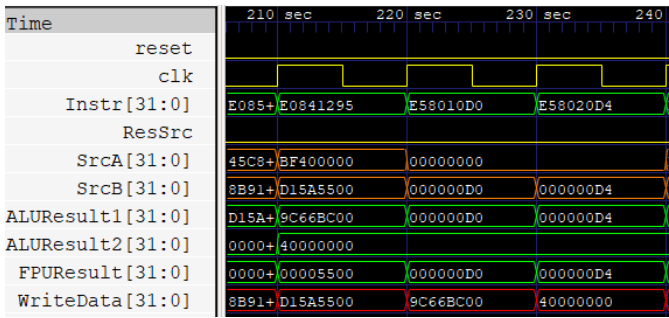 Time 210 sec 220 sec 230 sec 240
reset
clk
Instr[31:0] E085+ E0841295 E58010D0 E58020D4
ResSrc
SrcA[31:0] 45C8+ BF400000 00000000
SrcB[31:0] 8B91+ D15A5500 000000D0 000000D4
ALUResult1[31:0] D15A+ 9C66BC00 000000D0 000000D4
ALUResult2[31:0] 0000+ 40000000
FPUResult[31:0] 0000+ 00005500 000000D0 000000D4
WriteData[31:0] 8B91+ D15A5500 9C66BC00 40000000